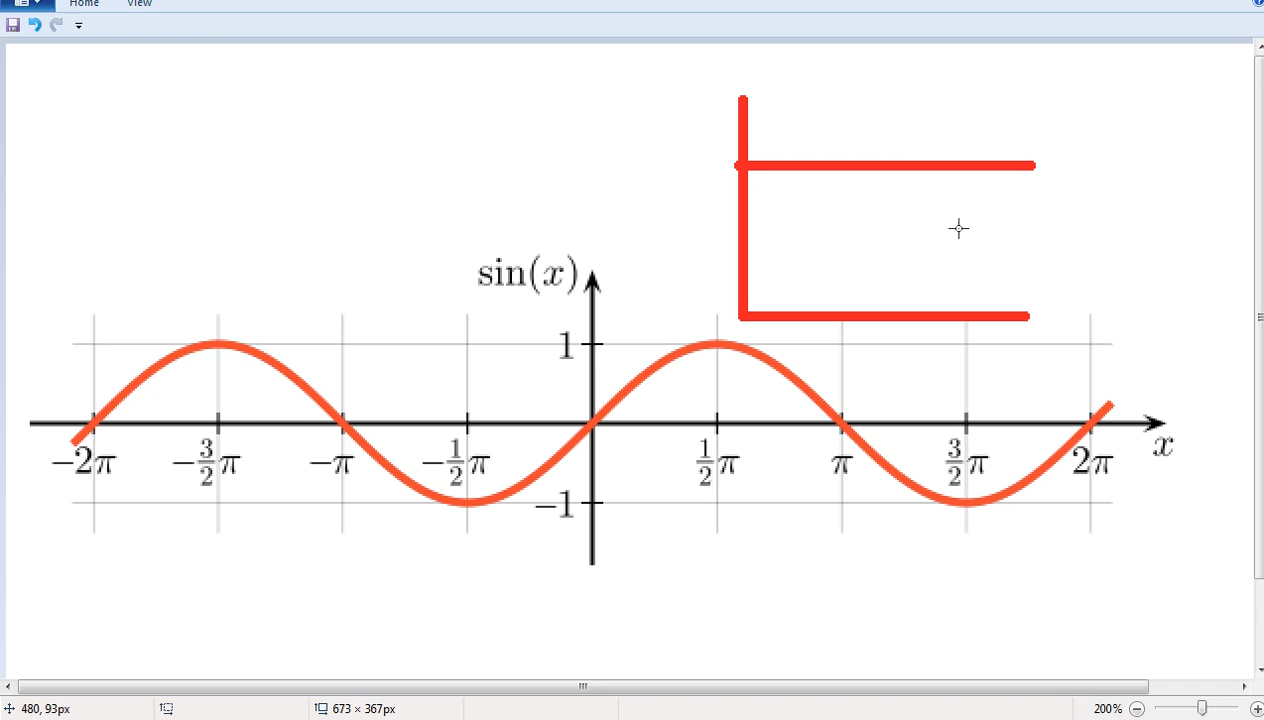 Home View
sin(x)
1
−2π −3/2π −π −1/2π 1/2π π 3/2π 2π x
−1
480, 93px 673 × 367px 200%